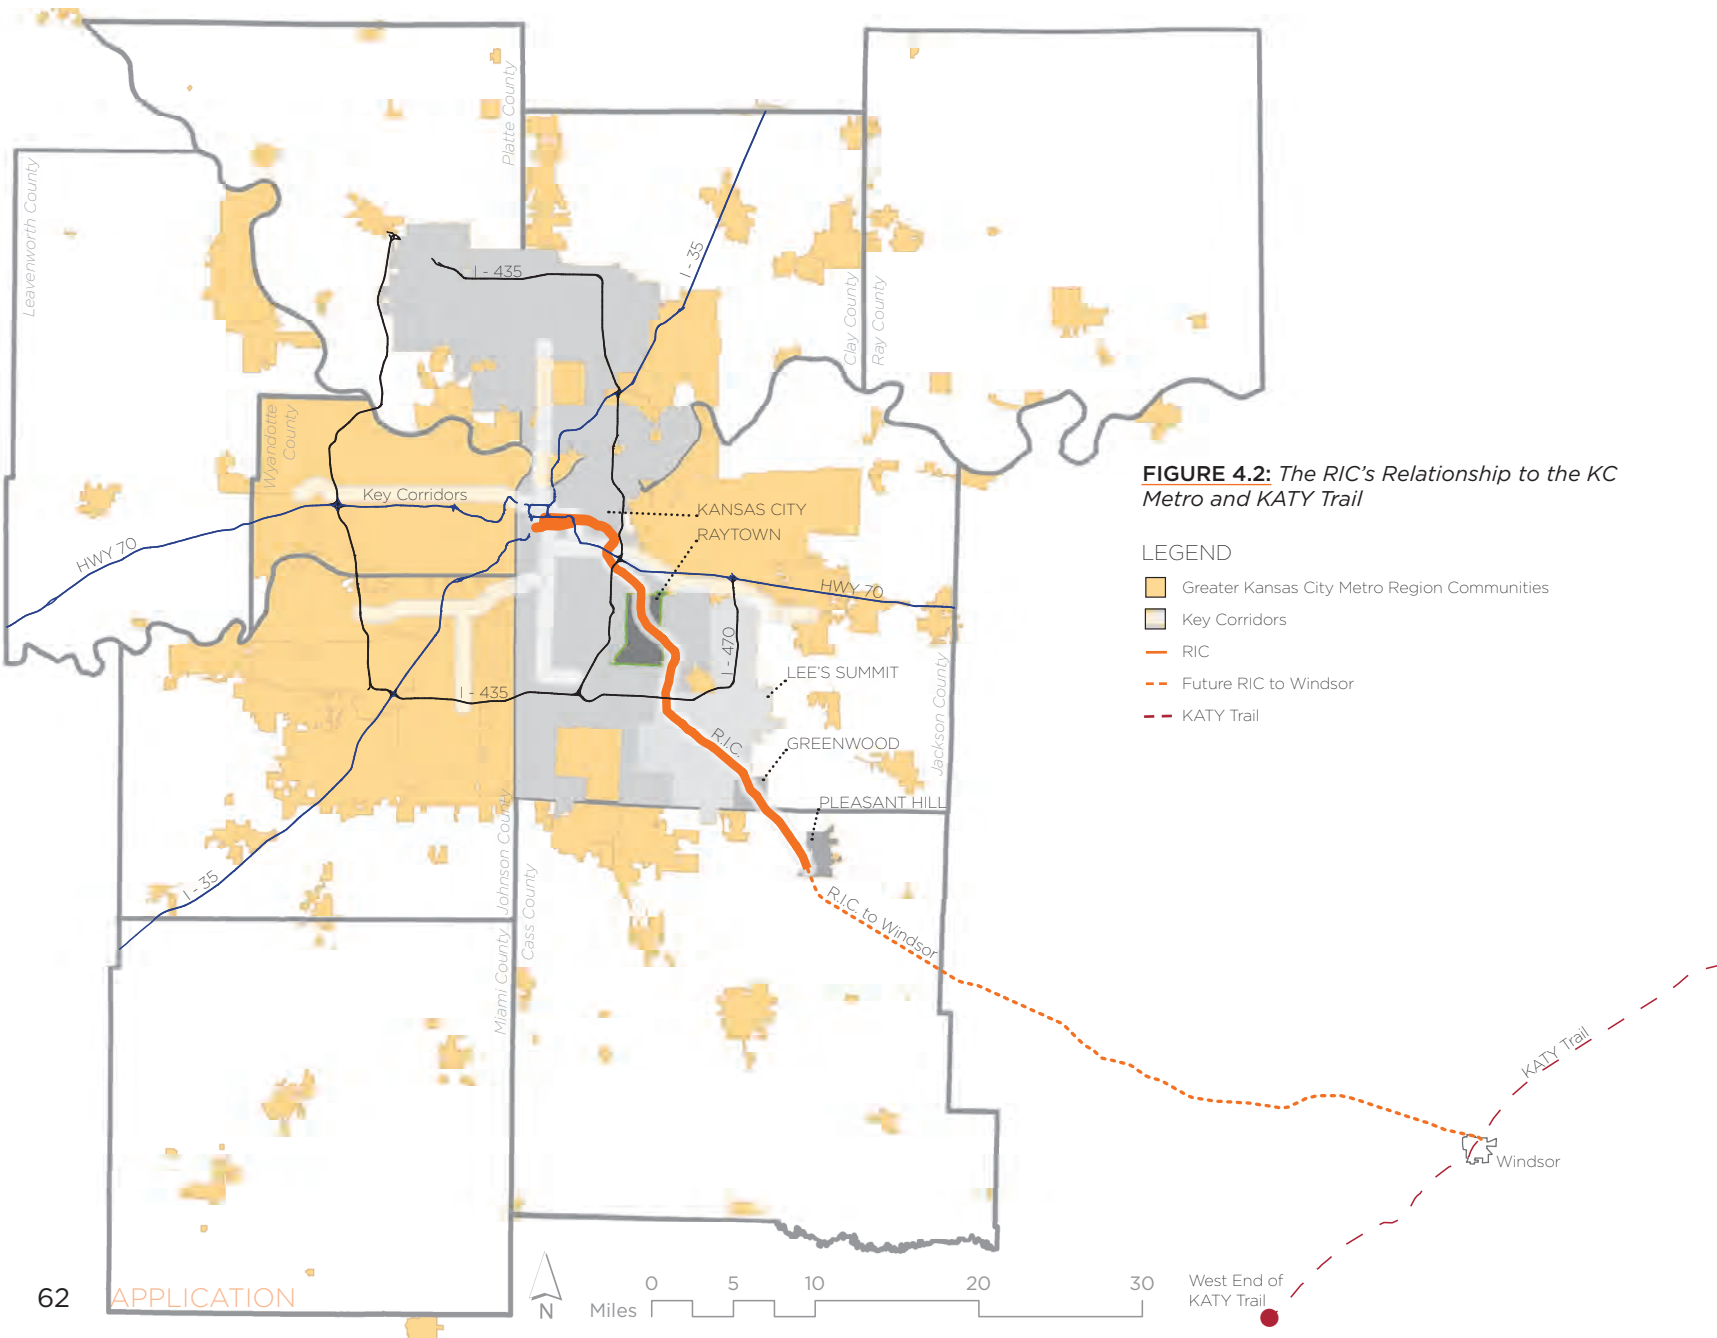 Platte County
Leavenworth County
I - 435
I - 35
Clay County
Ray County
Wyandotte
County
Key Corridors
HWY 70
KANSAS CITY
RAYTOWN
HWY 70
I - 470
I - 435
LEE'S SUMMIT
R.I.C.
GREENWOOD
Jackson County
PLEASANT HILL
Johnson County
I - 35
Cass County
Miami County
R.I.C. to Windsor
KATY Trail
Windsor
West End of
KATY Trail
FIGURE 4.2: The RIC's Relationship to the KC
Metro and KATY Trail
LEGEND
Greater Kansas City Metro Region Communities
Key Corridors
RIC
Future RIC to Windsor
KATY Trail
0 5 10 20 30
Miles
N
62 APPLICATION